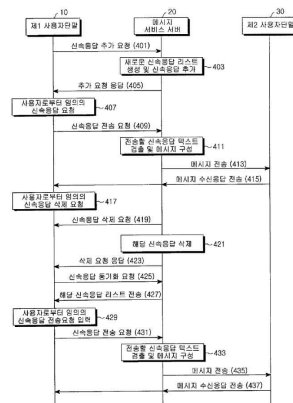 10
20
30
제1 사용자단말
메시지
서비스 서버
제2 사용자단말
신속응답 추가 요청 (401)
새로운 신속응답 리스트
생성 및 신속응답 추가
403
추가 요청 응답 (405)
사용자로부터 임의의
신속응답 요청
407
신속응답 전송 요청 (409)
전송할 신속응답 텍스트
검출 및 메시지 구성
411
메시지 전송 (413)
메시지 수신응답 전송 (415)
사용자로부터 임의의
신속응답 삭제 요청
417
신속응답 삭제 요청 (419)
해당 신속응답 삭제
421
삭제 요청 응답 (423)
신속응답 동기화 요청 (425)
해당 신속응답 리스트 전송 (427)
사용자로부터 임의의
신속응답 전송요청 입력
429
신속응답 전송 요청 (431)
전송할 신속응답 텍스트
검출 및 메시지 구성
433
메시지 전송 (435)
메시지 수신응답 전송 (437)